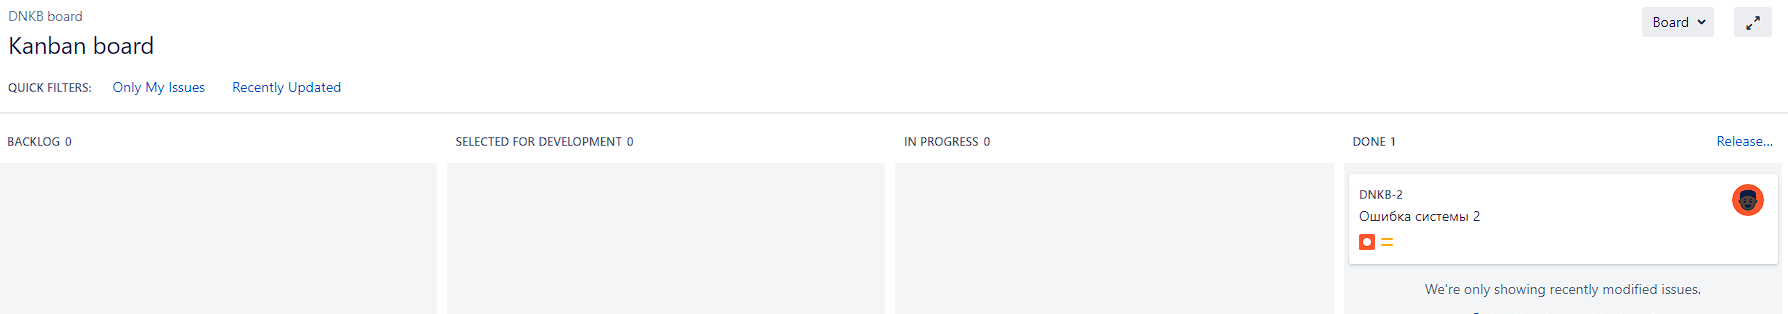 DNKB board
Board
Kanban board
QUICK FILTERS: Only My Issues Recently Updated
BACKLOG 0 SELECTED FOR DEVELOPMENT 0 IN PROGRESS 0 DONE 1 Release...
DNKB-2
Ошибка системы 2
We're only showing recently modified issues.